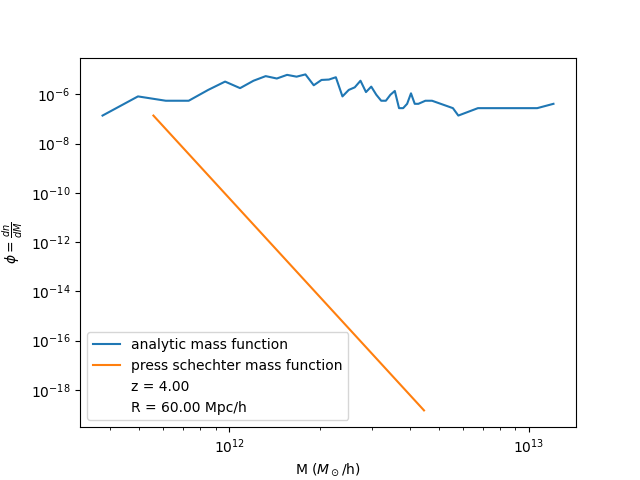 10⁻⁶
10⁻⁸
10⁻¹⁰
10⁻¹²
10⁻¹⁴
10⁻¹⁶
10⁻¹⁸
ϕ = dn/dM
analytic mass function
press schechter mass function
z = 4.00
R = 60.00 Mpc/h
10¹² 10¹³
M (M⊙/h)